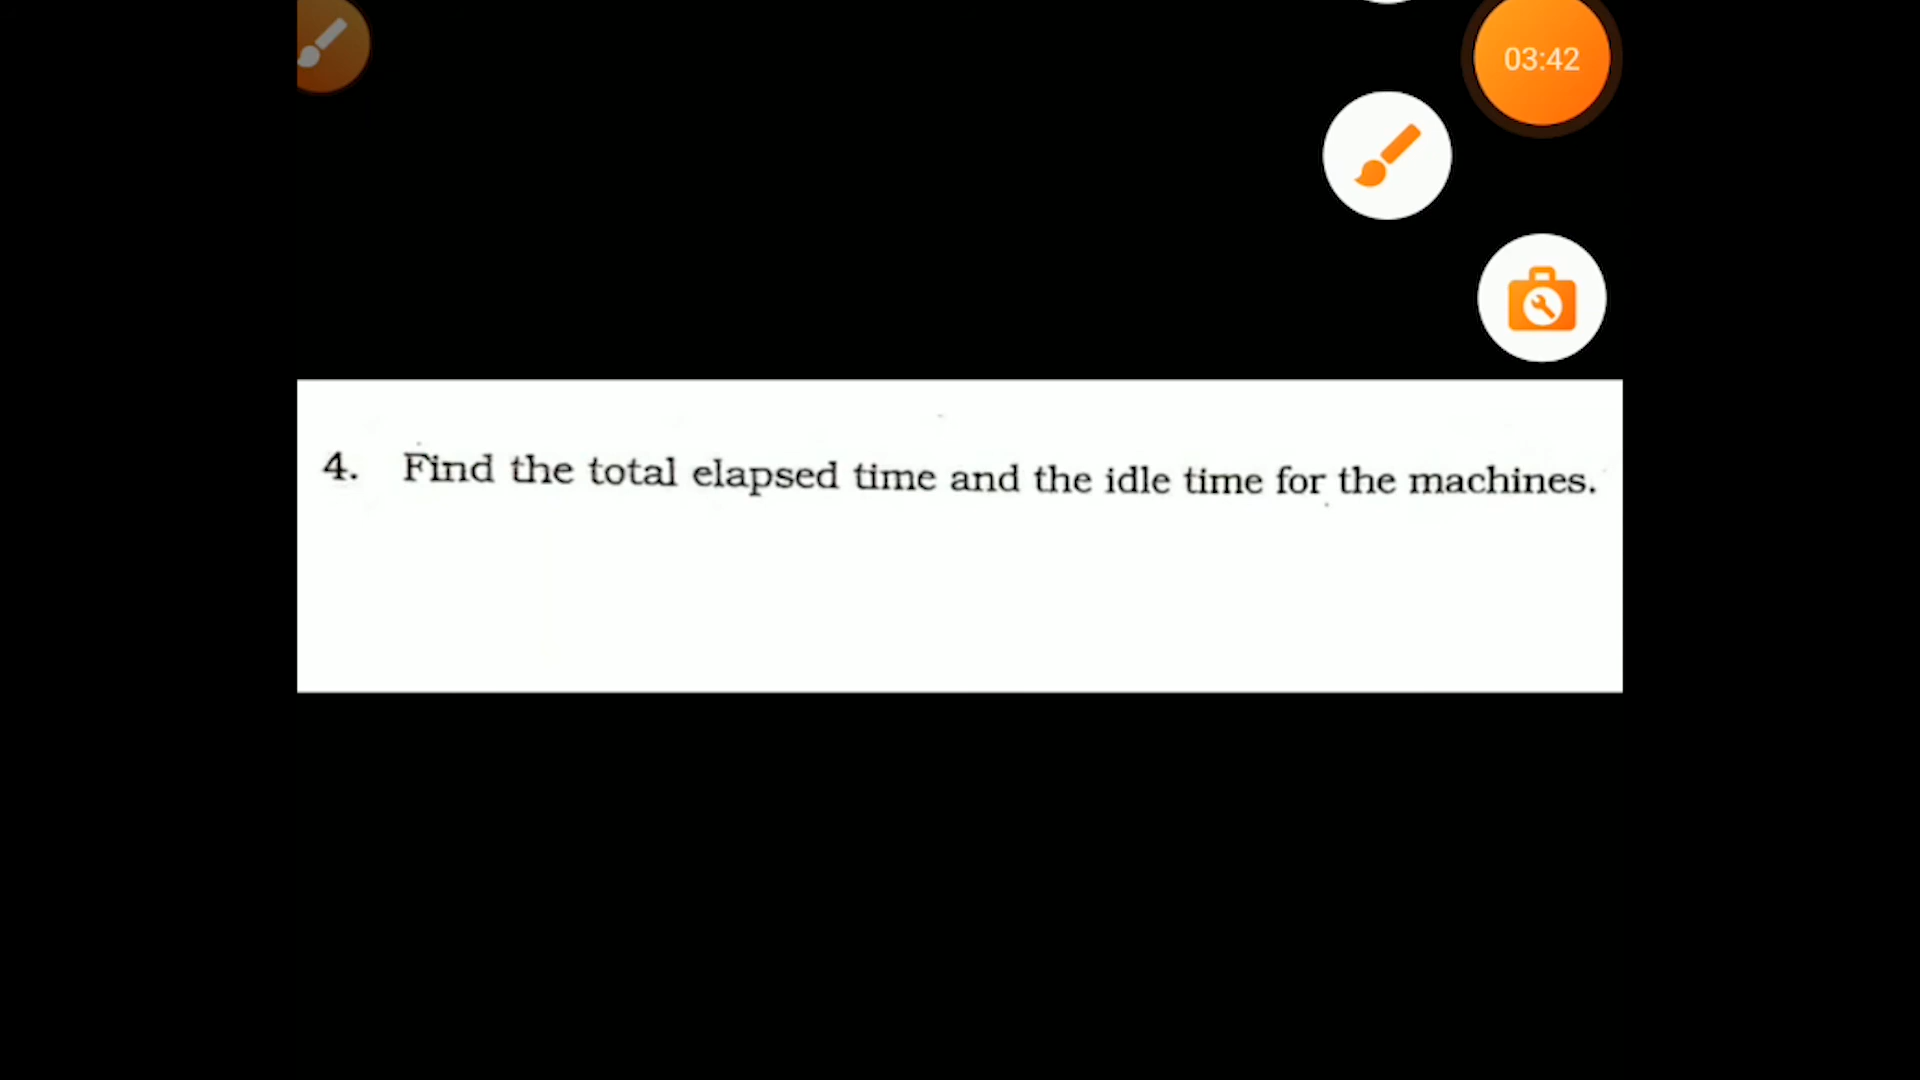 03:42
4. Find the total elapsed time and the idle time for the machines.